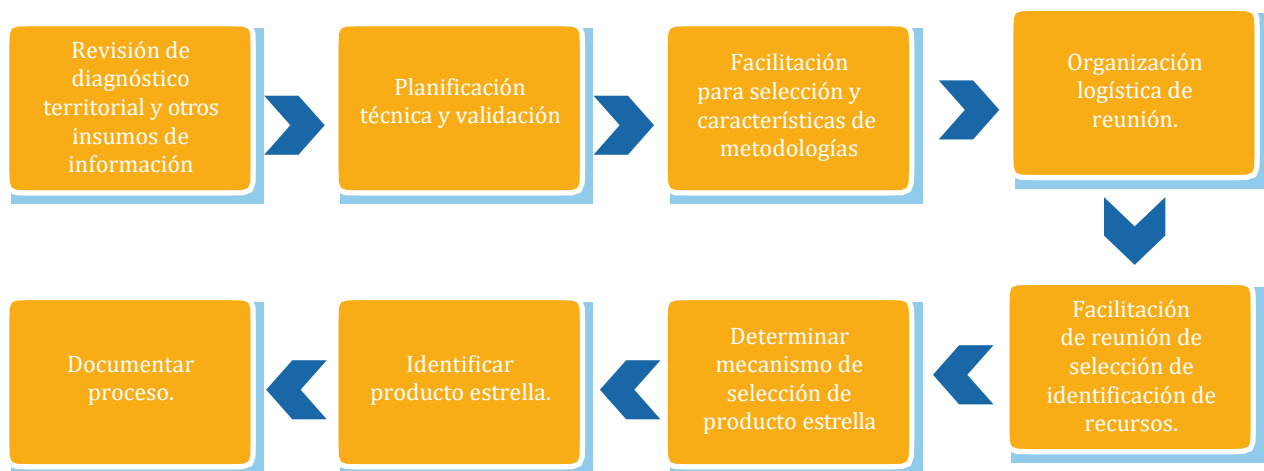 Revisión de
diagnóstico
territorial y otros
insumos de
información
Planificación
técnica y validación
Facilitación
para selección y
características de
metodologías
Organización
logística de
reunión.
Facilitación
de reunión de
selección de
identificación de
recursos.
Determinar
mecanismo de
selección de
producto estrella
Identificar
producto estrella.
Documentar
proceso.